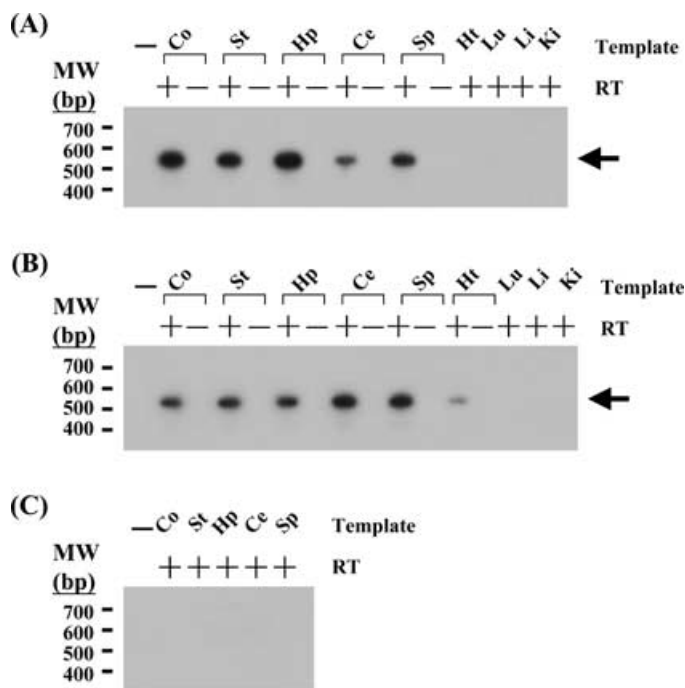 (A)
— Co St Hp Ce Sp Ht Lu Li Ki Template
MW
(bp)
+ — + — + — + — + — + + + + RT
700
600
500
400
(B)
— Co St Hp Ce Sp Ht Lu Li Ki Template
MW
(bp)
+ — + — + — + — + — + — + + + RT
700
600
500
400
(C)
— Co St Hp Ce Sp Template
MW
(bp)
+ + + + + RT
700
600
500
400